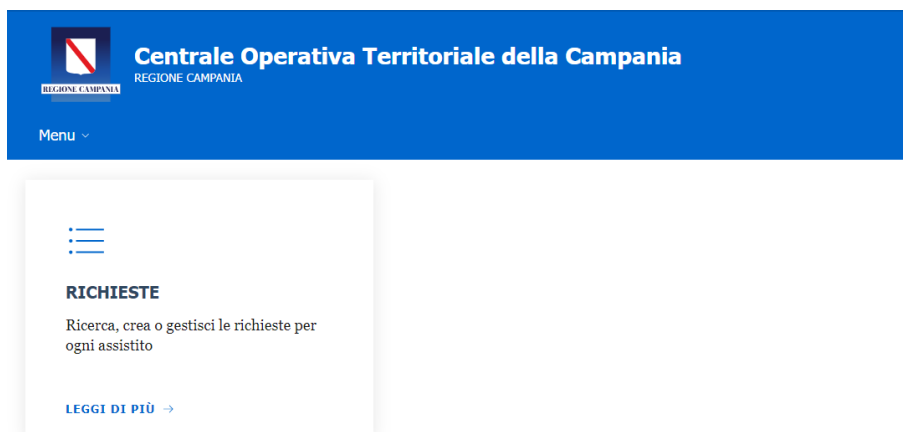 Centrale Operativa Territoriale della Campania
REGIONE CAMPANIA
REGIONE CAMPANIA
Menu
RICHIESTE
Ricerca, crea o gestisci le richieste per
ogni assistito
LEGGI DI PIÙ →